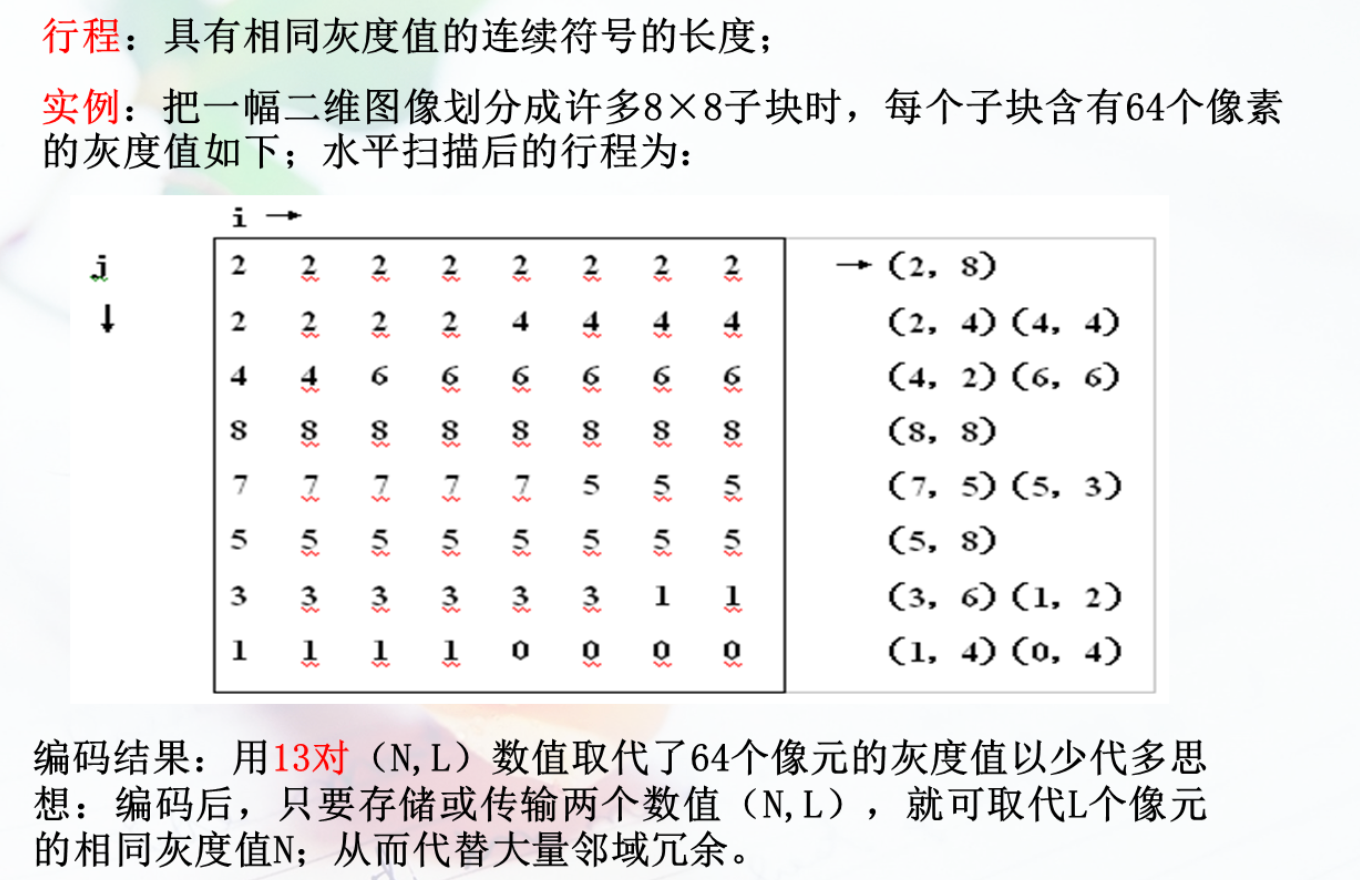 行程：具有相同灰度值的连续符号的长度；
实例：把一幅二维图像划分成许多8×8子块时，每个子块含有64个像素
的灰度值如下；水平扫描后的行程为：
i →
j 2 2 2 2 2 2 2 2 → (2, 8)
↓ 2 2 2 2 4 4 4 4 (2, 4) (4, 4)
4 4 6 6 6 6 6 6 (4, 2) (6, 6)
8 8 8 8 8 8 8 8 (8, 8)
7 7 7 7 7 5 5 5 (7, 5) (5, 3)
5 5 5 5 5 5 5 5 (5, 8)
3 3 3 3 3 3 1 1 (3, 6) (1, 2)
1 1 1 1 0 0 0 0 (1, 4) (0, 4)
编码结果：用13对（N,L）数值取代了64个像元的灰度值以少代多思
想：编码后，只要存储或传输两个数值（N,L），就可取代L个像元
的相同灰度值N；从而代替大量邻域冗余。